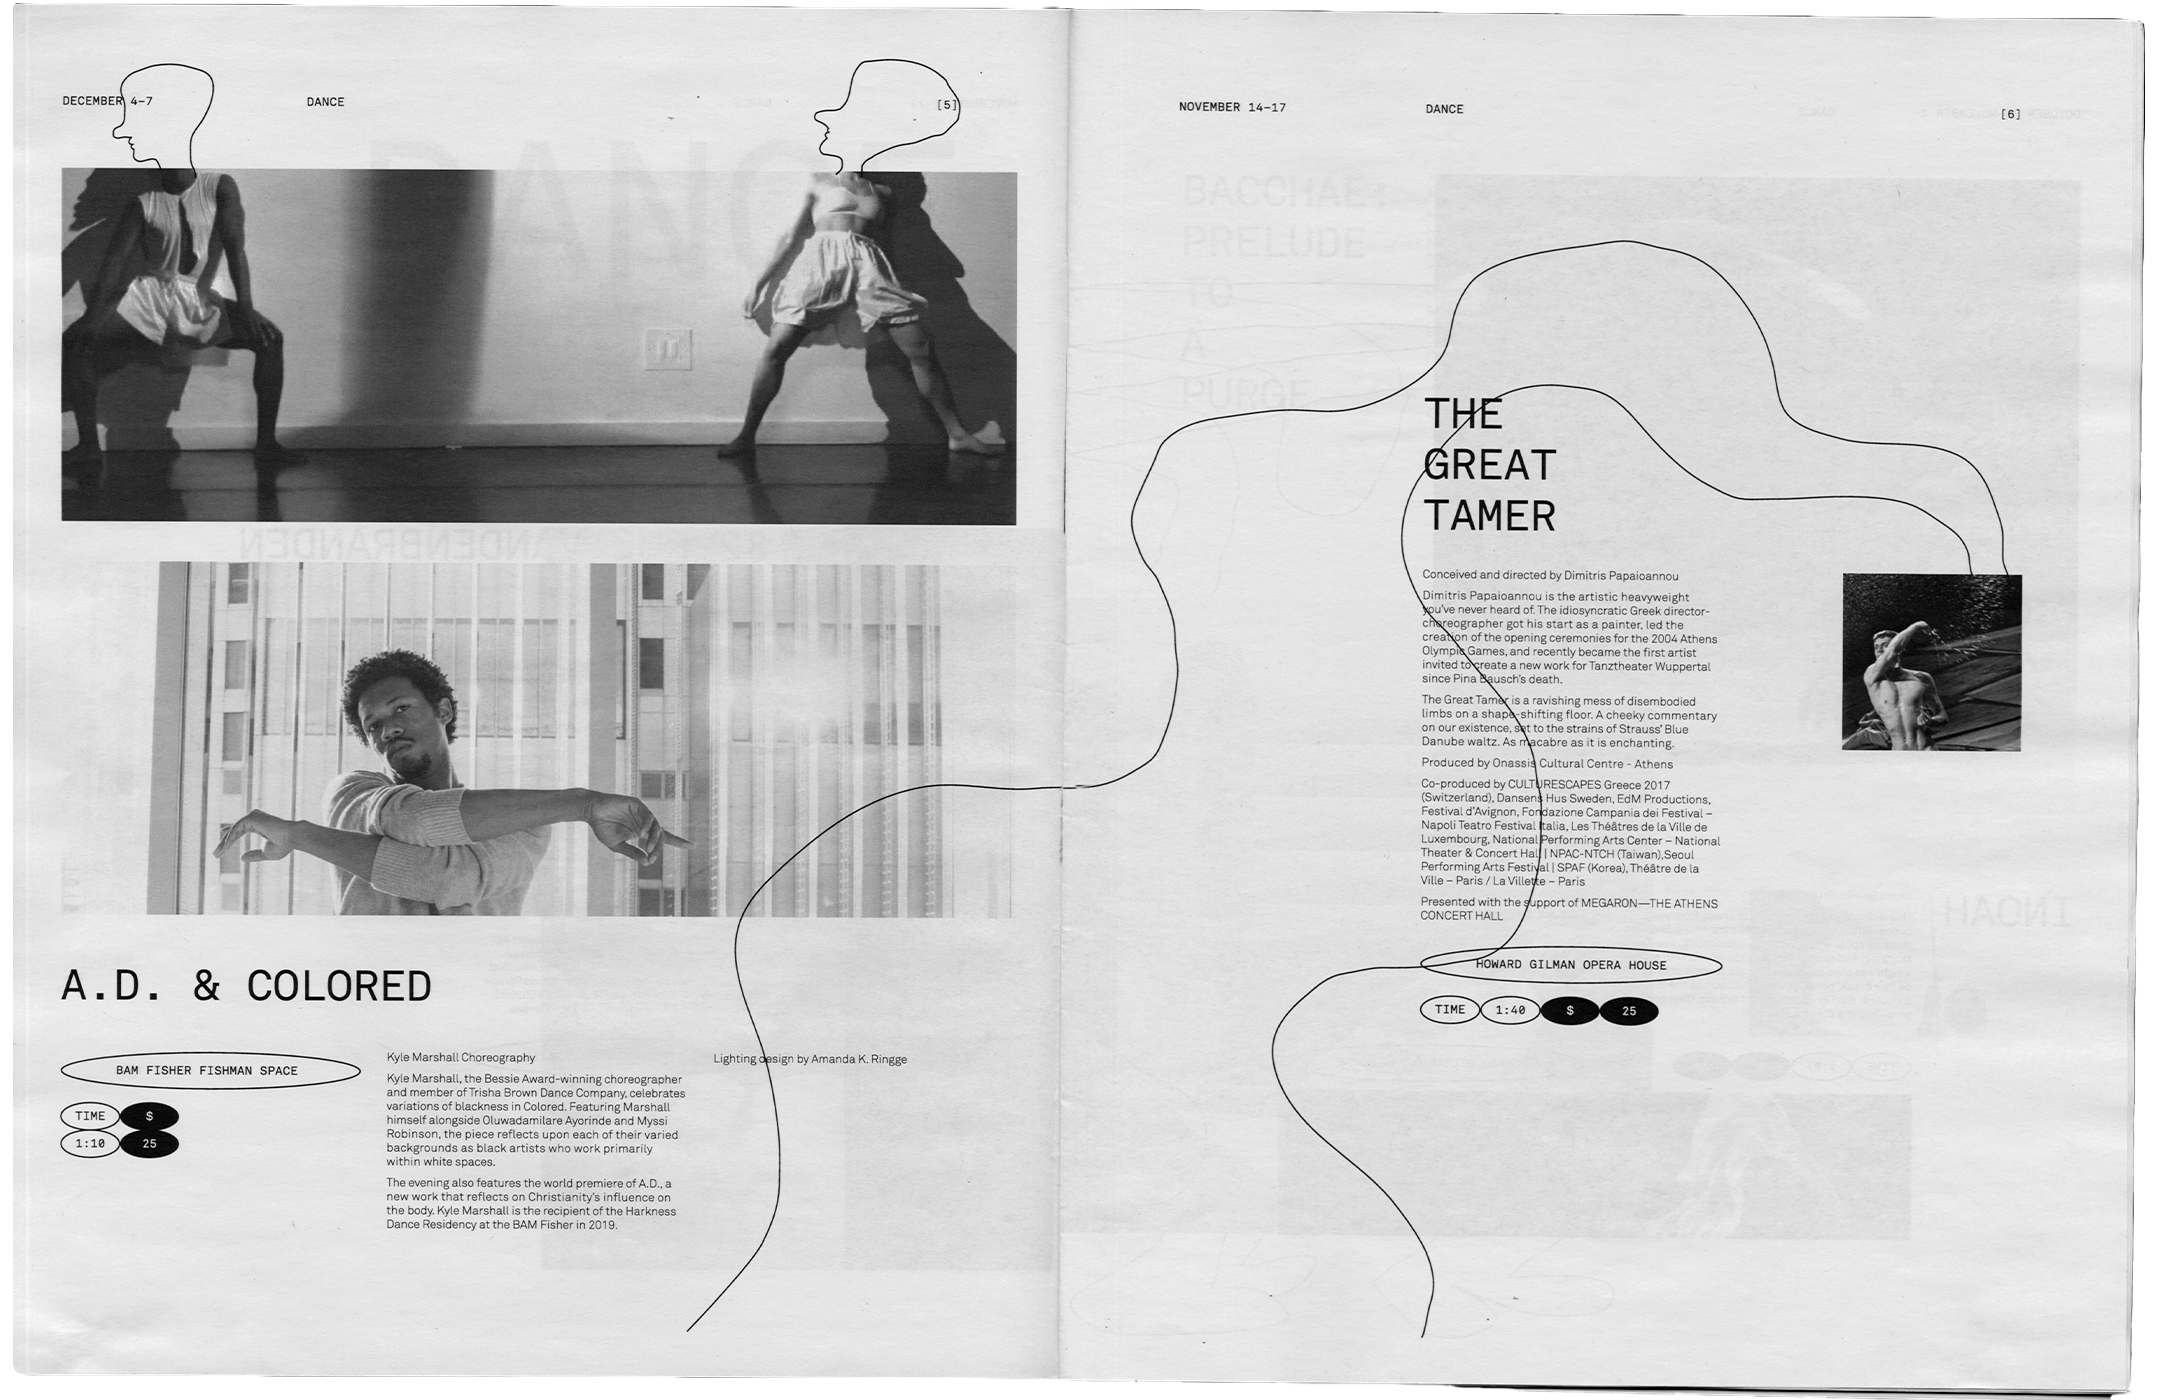 DECEMBER 4–7
DANCE
[5]
A.D. & COLORED
BAM FISHER FISHMAN SPACE
TIME
$
1:10
25
Kyle Marshall Choreography
Kyle Marshall, the Bessie Award-winning choreographer
and member of Trisha Brown Dance Company, celebrates
variations of blackness in Colored. Featuring Marshall
himself alongside Oluwadamilare Ayorinde and Myssi
Robinson, the piece reflects upon each of their varied
backgrounds as black artists who work primarily
within white spaces.
The evening also features the world premiere of A.D., a
new work that reflects on Christianity's influence on
the body. Kyle Marshall is the recipient of the Harkness
Dance Residency at the BAM Fisher in 2019.
Lighting design by Amanda K. Ringge
NOVEMBER 14–17
DANCE
[6]
BACCHAE:
PRELUDE
TO
A
PURGE
THE
GREAT
TAMER
Conceived and directed by Dimitris Papaioannou
Dimitris Papaioannou is the artistic heavyweight
you've never heard of. The idiosyncratic Greek director-
choreographer got his start as a painter, led the
creation of the opening ceremonies for the 2004 Athens
Olympic Games, and recently became the first artist
invited to create a new work for Tanztheater Wuppertal
since Pina Bausch's death.
The Great Tamer is a ravishing mess of disembodied
limbs on a shape-shifting floor. A cheeky commentary
on our existence, set to the strains of Strauss' Blue
Danube waltz. As macabre as it is enchanting.
Produced by Onassis Cultural Centre - Athens
Co-produced by CULTURESCAPES Greece 2017
(Switzerland), Dansens Hus Sweden, EdM Productions,
Festival d'Avignon, Fondazione Campania dei Festival –
Napoli Teatro Festival Italia, Les Théâtres de la Ville de
Luxembourg, National Performing Arts Center – National
Theater & Concert Hall | NPAC-NTCH (Taiwan),Seoul
Performing Arts Festival | SPAF (Korea), Théâtre de la
Ville – Paris / La Villette – Paris
Presented with the support of MEGARON—THE ATHENS
CONCERT HALL
HOWARD GILMAN OPERA HOUSE
TIME
1:40
$
25